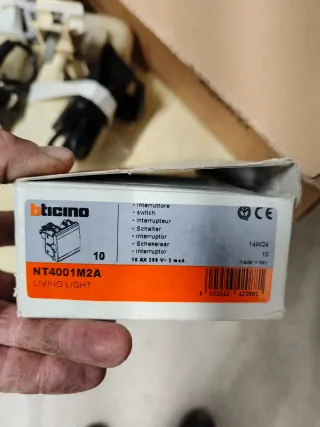 bticino
10
• interruttore
• switch
• interrupteur
• Schalter
• interruptor
• Schakelaar
• interruptor
16 AX 250 V~ 2 mod.
CE
14W24
10
Made in Italy
NT4001M2A
LIVING LIGHT